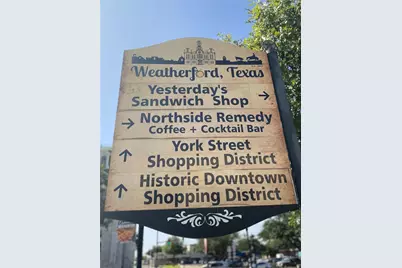 Weatherford, Texas
Yesterday's
Sandwich Shop →
→ Northside Remedy
Coffee + Cocktail Bar
↑ York Street
Shopping District
↑ Historic Downtown
Shopping District